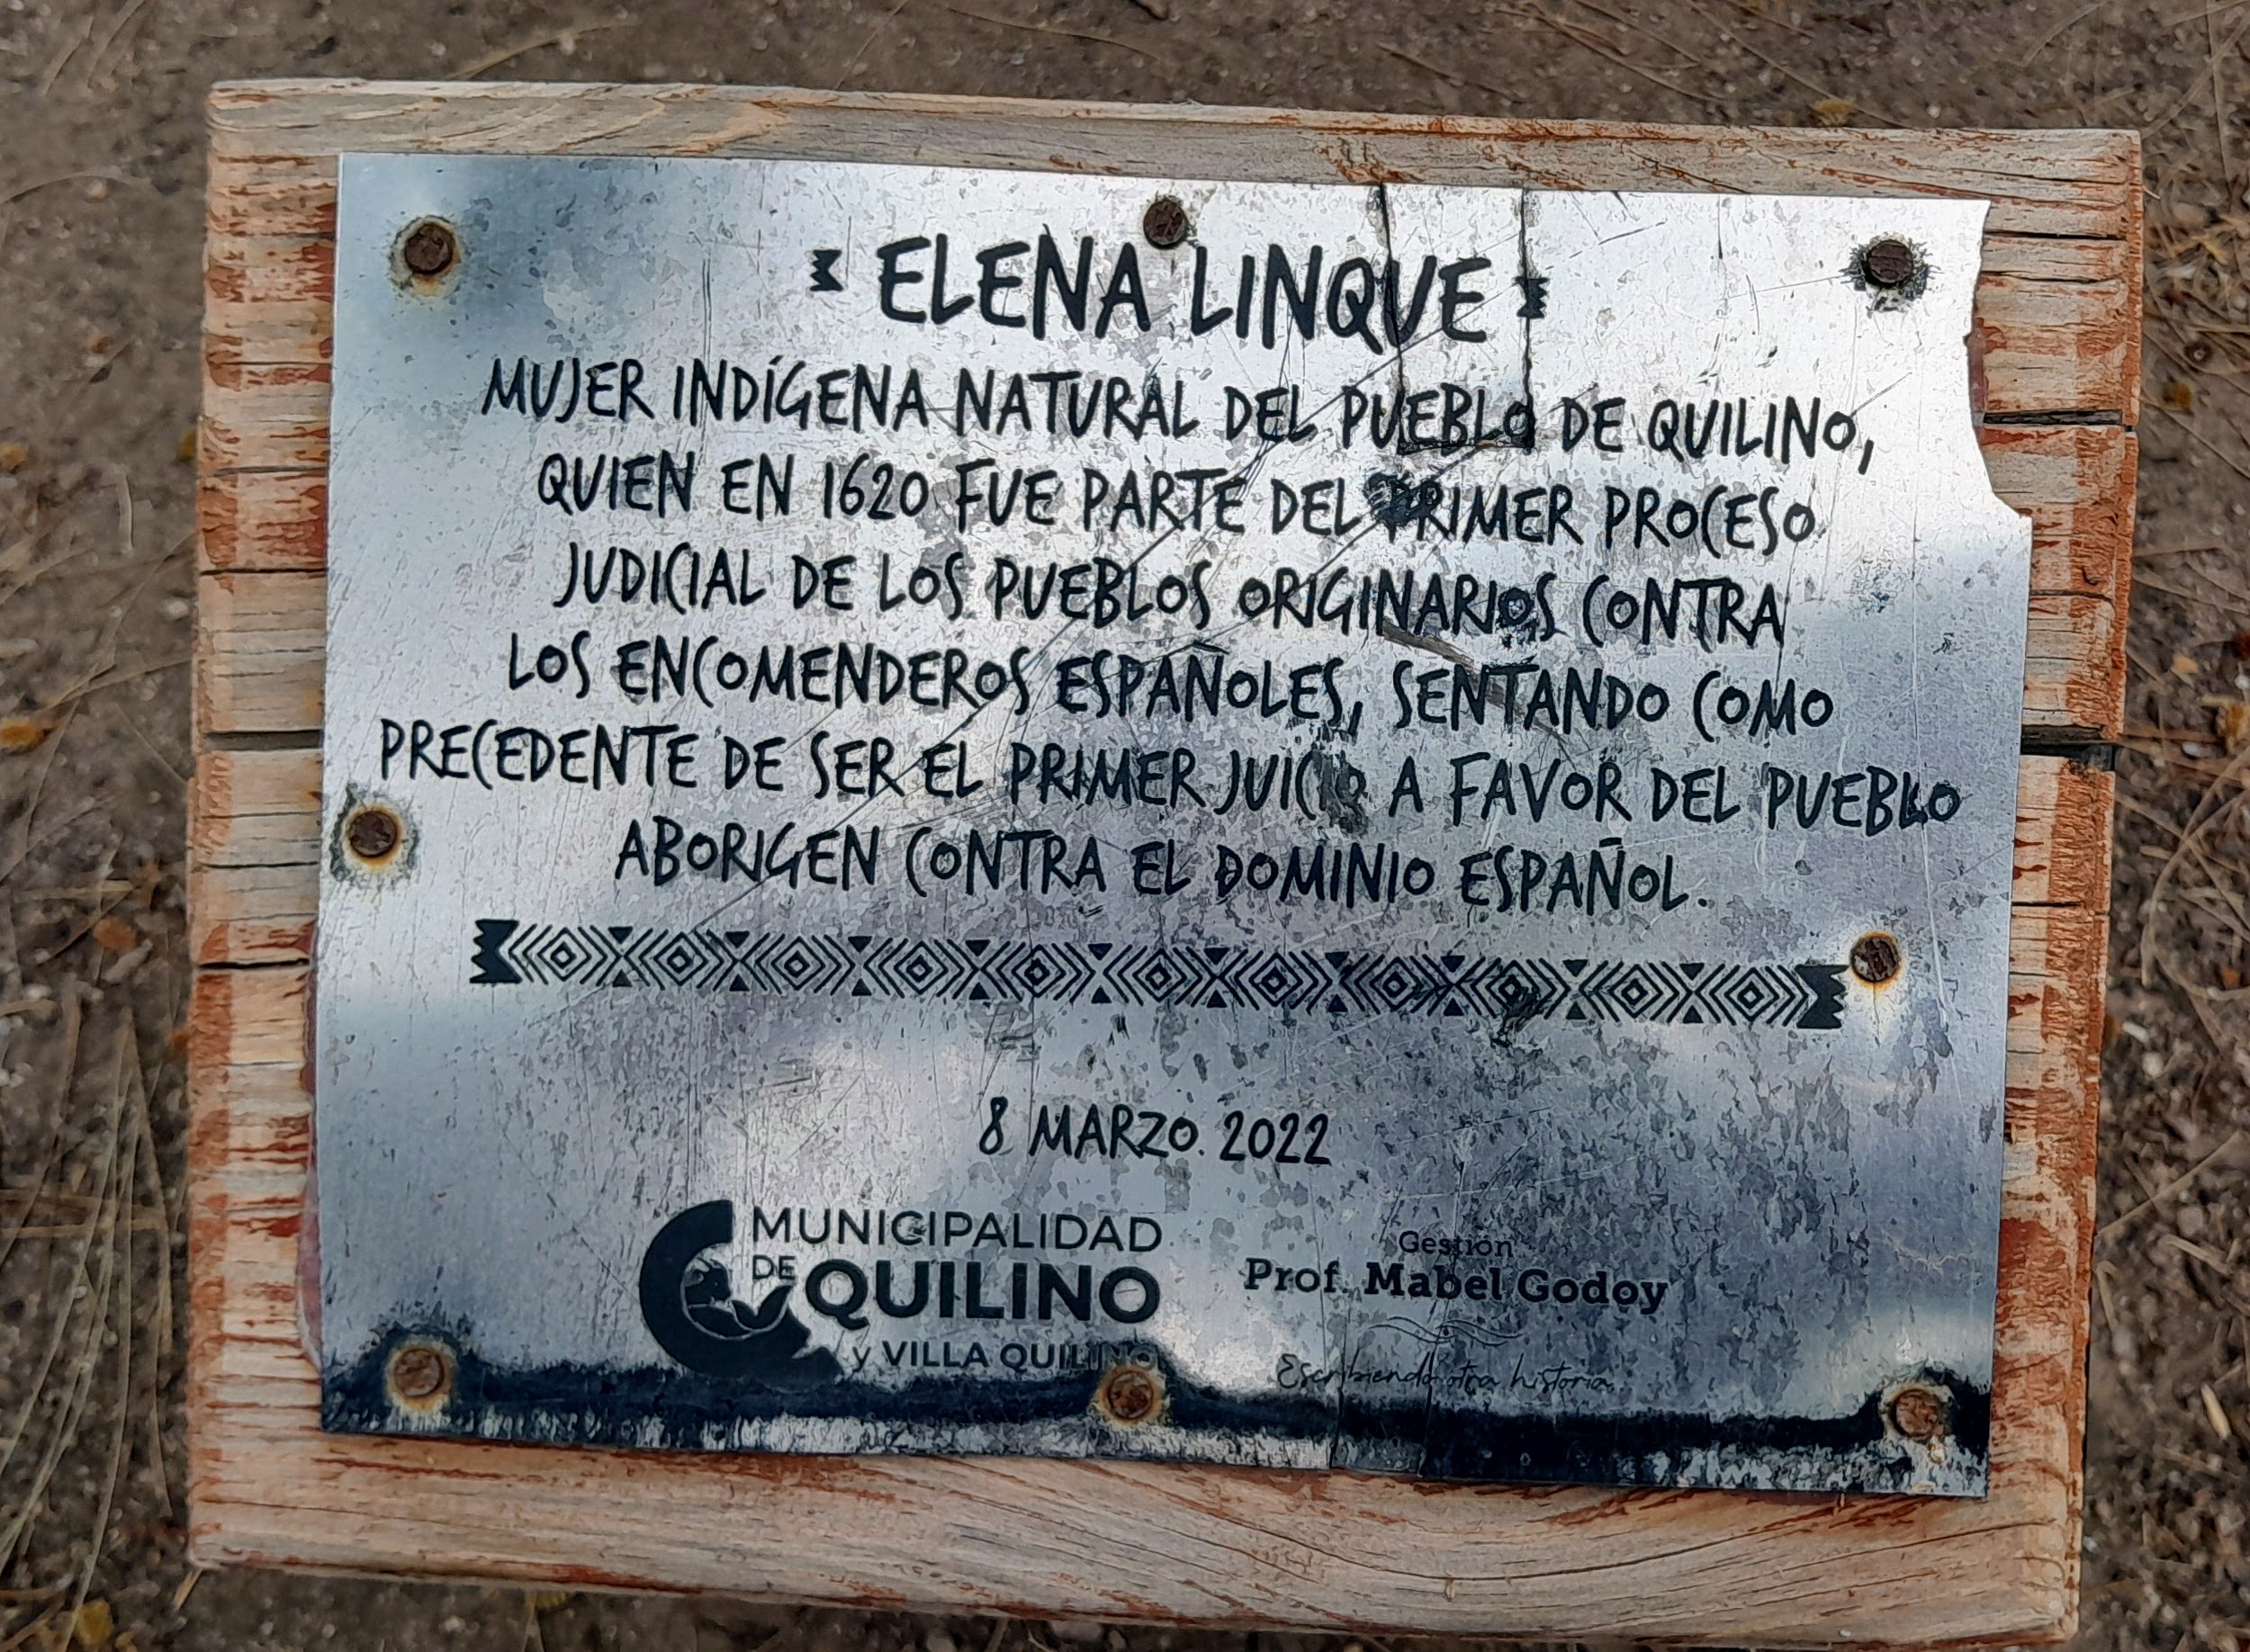 ELENA LINQUE
MUJER INDÍGENA NATURAL DEL PUEBLO DE QUILINO,
QUIEN EN 1620 FUE PARTE DEL PRIMER PROCESO
JUDICIAL DE LOS PUEBLOS ORIGINARIOS CONTRA
LOS ENCOMENDEROS ESPAÑOLES, SENTANDO COMO
PRECEDENTE DE SER EL PRIMER JUICIO A FAVOR DEL PUEBLO
ABORIGEN CONTRA EL DOMINIO ESPAÑOL.
8 MARZO. 2022
MUNICIPALIDAD
DE QUILINO
y VILLA QUILINO
Gestión
Prof. Mabel Godoy
Escribiendo otra historia